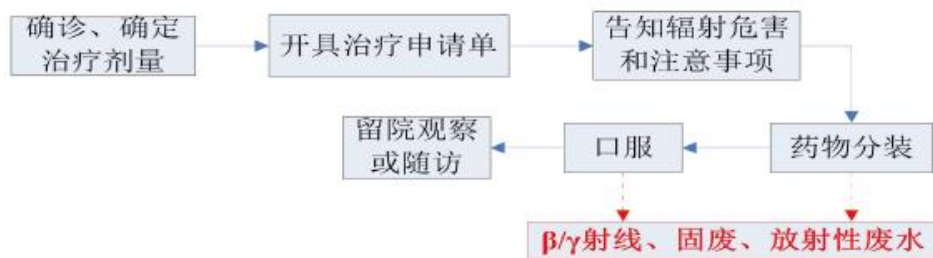 确诊、确定
治疗剂量
开具治疗申请单
告知辐射危害
和注意事项
药物分装
口服
留院观察
或随访
β/γ射线、固废、放射性废水